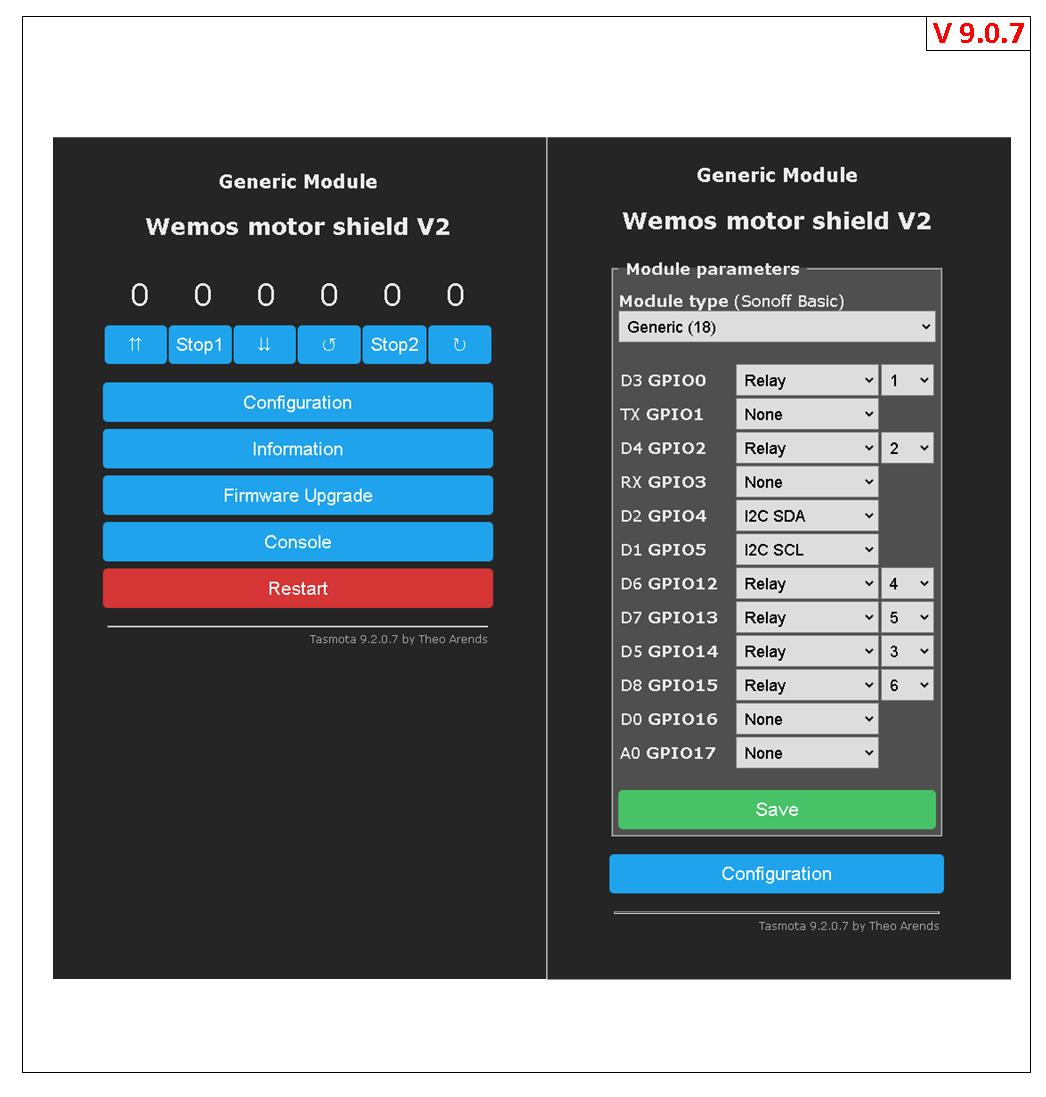 V 9.0.7
Generic Module
Wemos motor shield V2
0 0 0 0 0 0
⇈ Stop1 ⇊ ↺ Stop2 ↻
Configuration
Information
Firmware Upgrade
Console
Restart
Tasmota 9.2.0.7 by Theo Arends
Generic Module
Wemos motor shield V2
Module parameters
Module type (Sonoff Basic)
Generic (18)
D3 GPIO0 Relay 1
TX GPIO1 None
D4 GPIO2 Relay 2
RX GPIO3 None
D2 GPIO4 I2C SDA
D1 GPIO5 I2C SCL
D6 GPIO12 Relay 4
D7 GPIO13 Relay 5
D5 GPIO14 Relay 3
D8 GPIO15 Relay 6
D0 GPIO16 None
A0 GPIO17 None
Save
Configuration
Tasmota 9.2.0.7 by Theo Arends